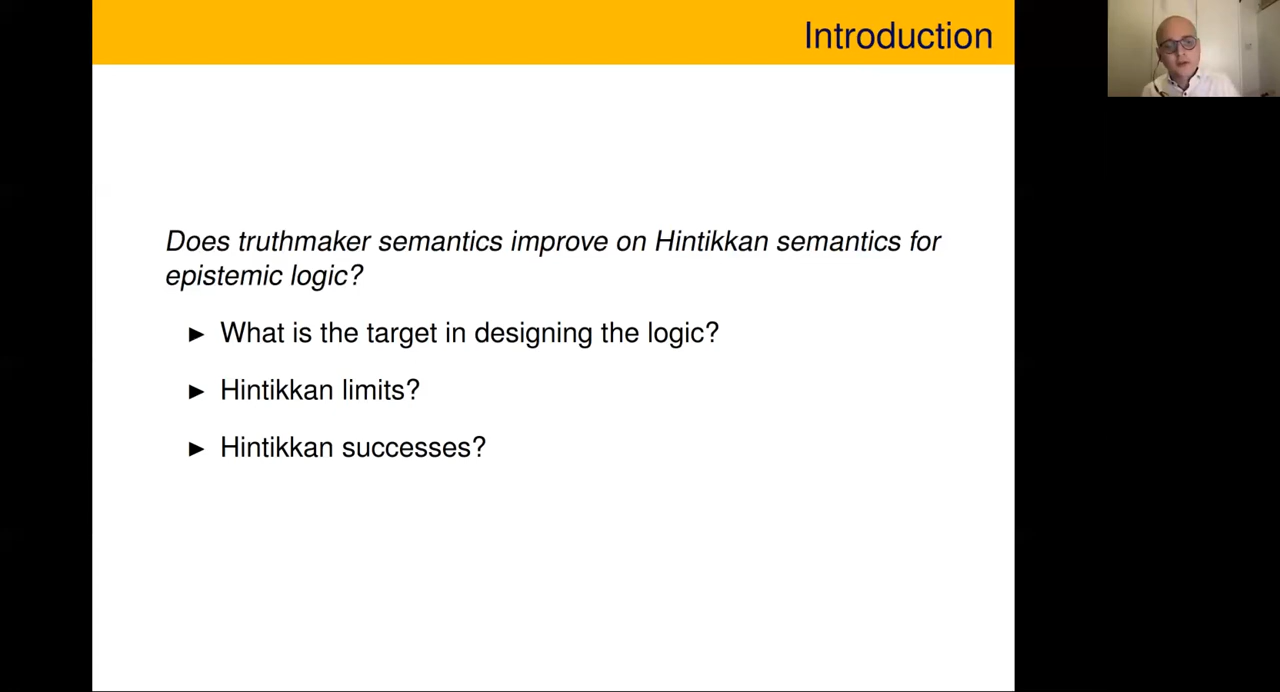 Introduction
Does truthmaker semantics improve on Hintikkan semantics for
epistemic logic?
► What is the target in designing the logic?
► Hintikkan limits?
► Hintikkan successes?